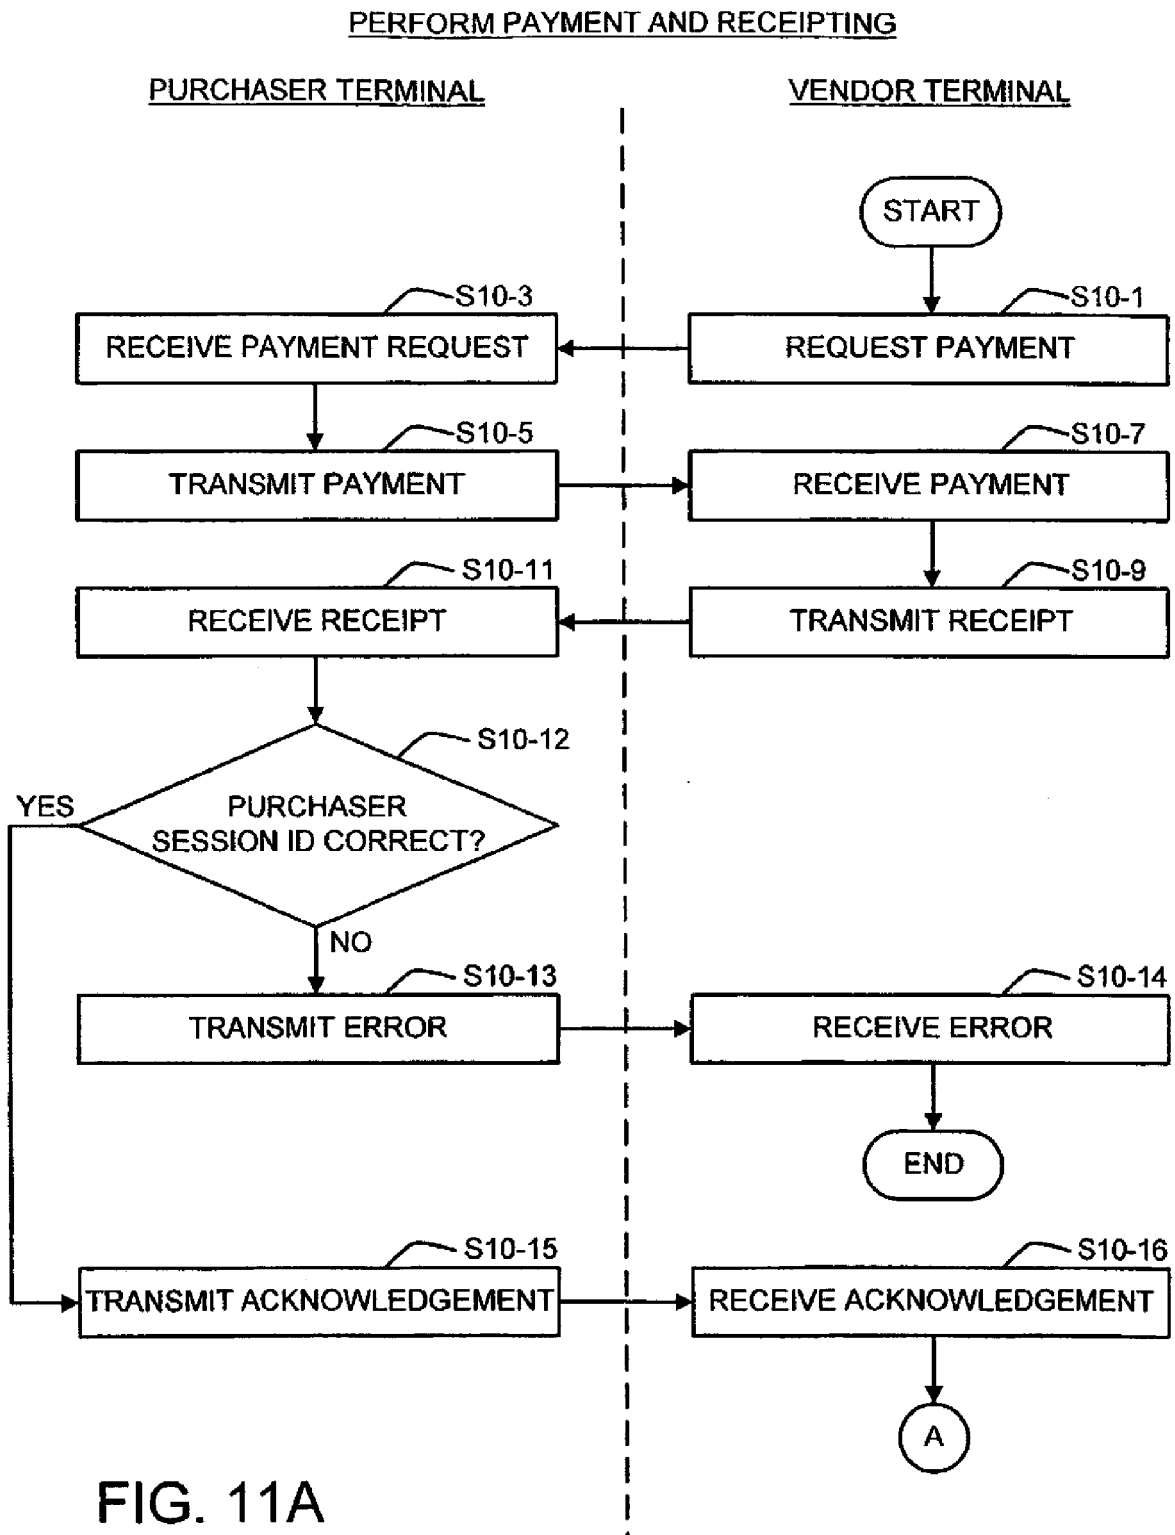 PERFORM PAYMENT AND RECEIPTING
PURCHASER TERMINAL
VENDOR TERMINAL
START
S10-3
S10-1
RECEIVE PAYMENT REQUEST
REQUEST PAYMENT
S10-5
S10-7
TRANSMIT PAYMENT
RECEIVE PAYMENT
S10-11
S10-9
RECEIVE RECEIPT
TRANSMIT RECEIPT
S10-12
YES
PURCHASER
SESSION ID CORRECT?
NO
S10-13
S10-14
TRANSMIT ERROR
RECEIVE ERROR
END
S10-15
S10-16
TRANSMIT ACKNOWLEDGEMENT
RECEIVE ACKNOWLEDGEMENT
A
FIG. 11A